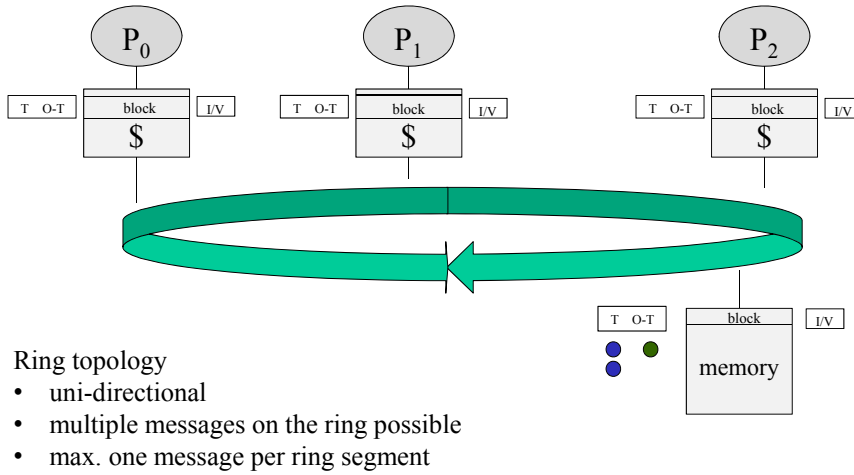 P0 P1 P2
T O-T block I/V T O-T block I/V T O-T block I/V
$ $ $
T O-T block I/V
memory
Ring topology
• uni-directional
• multiple messages on the ring possible
• max. one message per ring segment